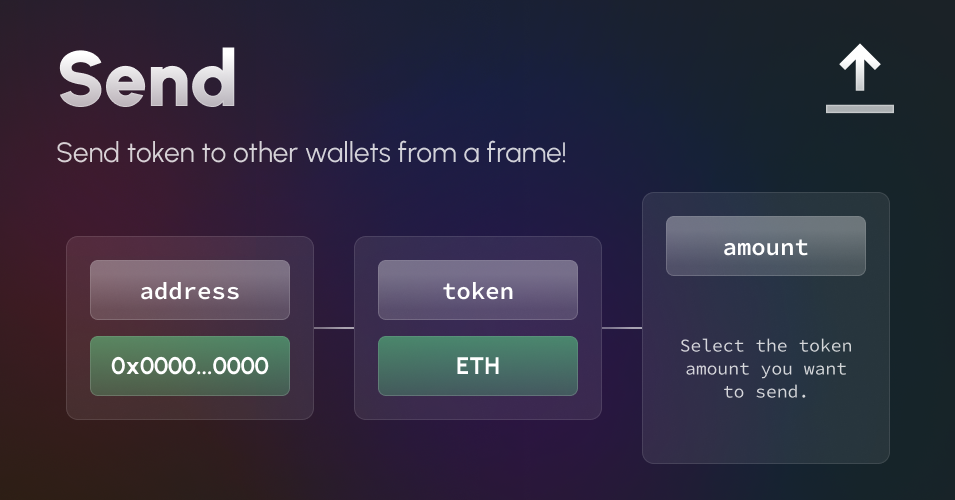 Send
Send token to other wallets from a frame!
address
0x0000...0000
token
ETH
amount
Select the token
amount you want
to send.